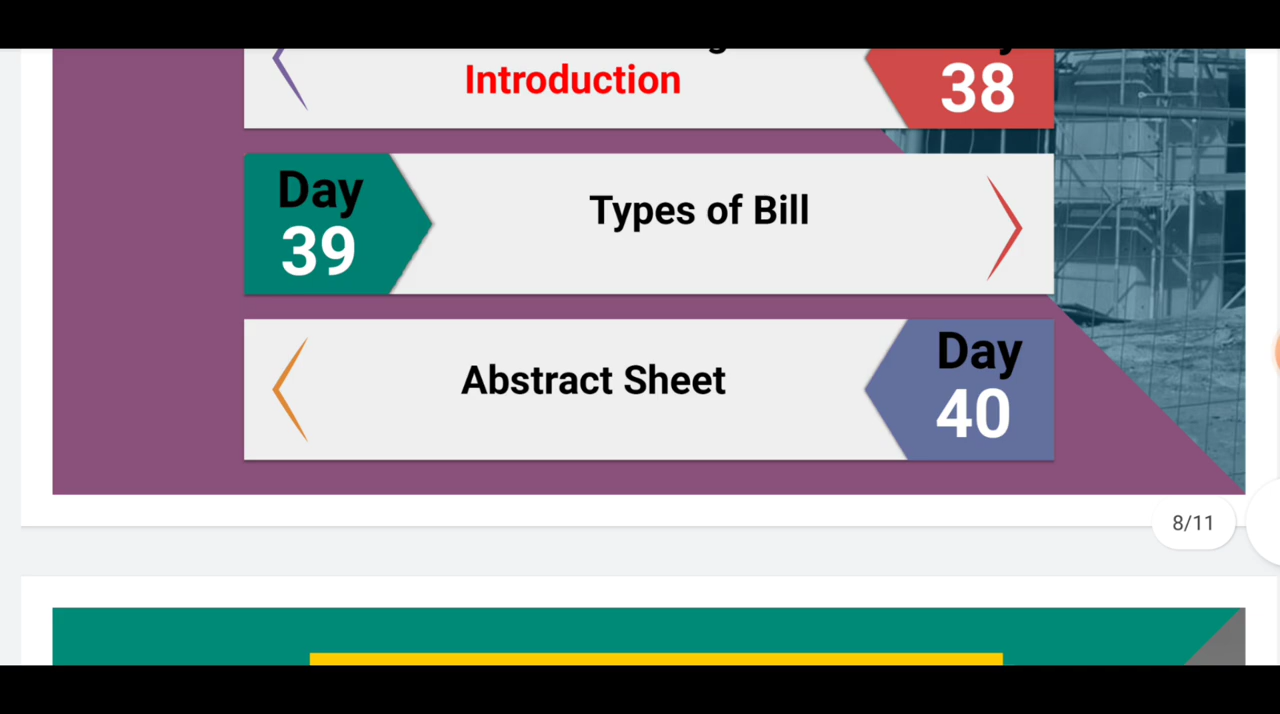 Introduction
38
Day
39
Types of Bill
Abstract Sheet
Day
40
8/11